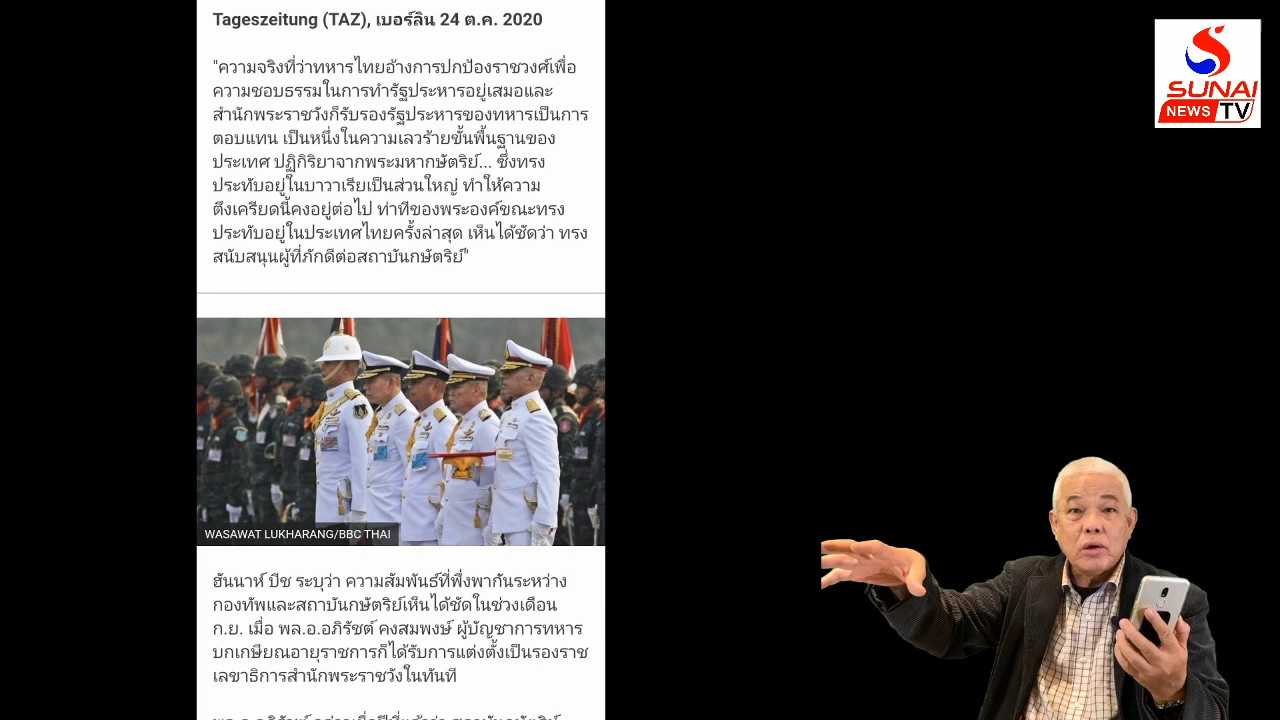 Tageszeitung (TAZ), เบอร์ลิน 24 ต.ค. 2020
"ความจริงที่ว่าทหารไทยอ้างการปกป้องราชวงศ์เพื่อ
ความชอบธรรมในการทำรัฐประหารอยู่เสมอและ
สำนักพระราชวังก็รับรองรัฐประหารของทหารเป็นการ
ตอบแทน เป็นหนึ่งในความเลวร้ายขั้นพื้นฐานของ
ประเทศ ปฏิกิริยาจากพระมหากษัตริย์... ซึ่งทรง
ประทับอยู่ในบาวาเรียเป็นส่วนใหญ่ ทำให้ความ
ตึงเครียดนี้คงอยู่ต่อไป ท่าทีของพระองค์ขณะทรง
ประทับอยู่ในประเทศไทยครั้งล่าสุด เห็นได้ชัดว่า ทรง
สนับสนุนผู้ที่ภักดีต่อสถาบันกษัตริย์"
WASAWAT LUKHARANG/BBC THAI
ฮันนาห์ บีช ระบุว่า ความสัมพันธ์ที่พึ่งพากันระหว่าง
กองทัพและสถาบันกษัตริย์เห็นได้ชัดในช่วงเดือน
ก.ย. เมื่อ พล.อ.อภิรัชต์ คงสมพงษ์ ผู้บัญชาการทหาร
บกเกษียณอายุราชการก็ได้รับการแต่งตั้งเป็นรองราช
เลขาธิการสำนักพระราชวังในทันที
SUNAI
NEWS TV